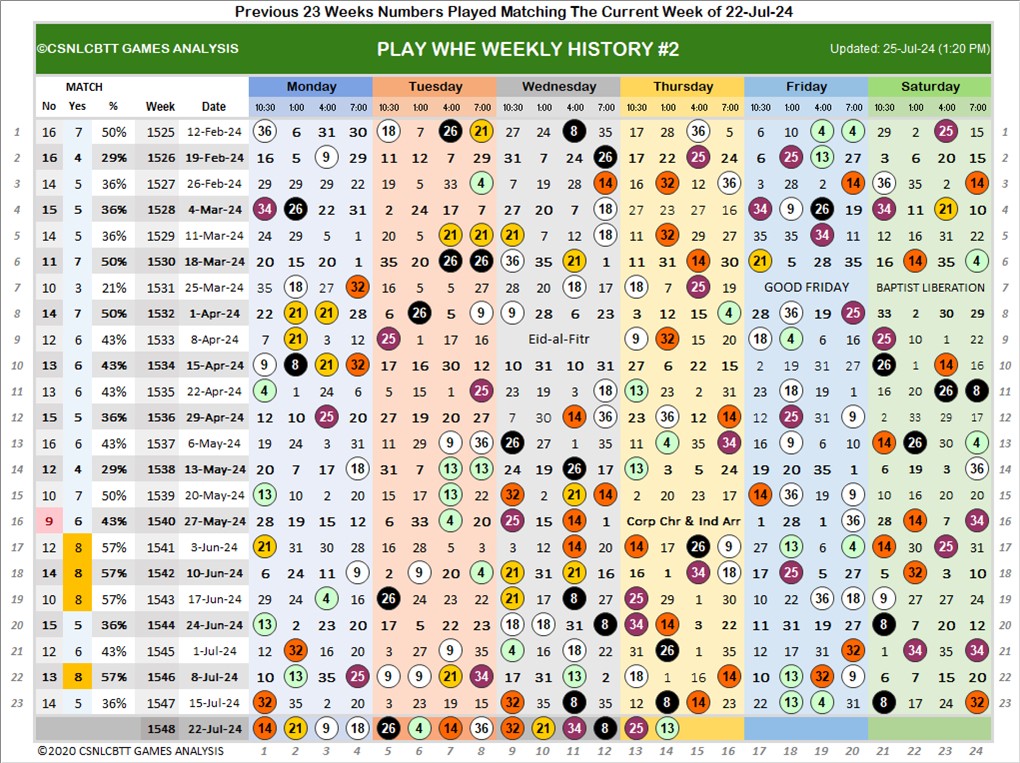 Previous 23 Weeks Numbers Played Matching The Current Week of 22-Jul-24
©CSNLCBTT GAMES ANALYSIS PLAY WHE WEEKLY HISTORY #2 Updated: 25-Jul-24 (1:20 PM)
MATCH Monday Tuesday Wednesday Thursday Friday Saturday
No Yes % Week Date 10:30 1:00 4:00 7:00 10:30 1:00 4:00 7:00 10:30 1:00 4:00 7:00 10:30 1:00 4:00 7:00 10:30 1:00 4:00 7:00 10:30 1:00 4:00 7:00
1 16 7 50% 1525 12-Feb-24 36 6 31 30 18 7 26 21 27 24 8 35 17 28 36 5 6 10 4 4 29 2 25 15 1
2 16 4 29% 1526 19-Feb-24 16 5 9 29 11 12 7 29 31 7 24 26 17 22 25 24 6 25 13 27 3 6 20 15 2
3 14 5 36% 1527 26-Feb-24 29 29 29 22 19 5 33 4 7 19 28 14 16 32 12 36 3 28 2 14 36 35 2 14 3
4 15 5 36% 1528 4-Mar-24 34 26 22 31 2 24 17 7 27 20 7 18 27 23 27 16 34 9 26 19 34 11 21 10 4
5 14 5 36% 1529 11-Mar-24 24 29 5 1 20 5 21 21 21 7 12 18 11 32 27 29 35 35 34 11 12 16 31 22 5
6 11 7 50% 1530 18-Mar-24 20 15 20 1 35 20 26 26 36 35 21 1 11 31 14 30 21 5 28 35 16 14 35 4 6
7 10 3 21% 1531 25-Mar-24 35 18 27 32 16 5 5 27 28 20 18 17 18 7 25 19 GOOD FRIDAY BAPTIST LIBERATION 7
8 14 7 50% 1532 1-Apr-24 22 21 21 28 6 26 5 9 9 28 6 23 3 12 15 4 28 36 19 25 33 2 30 29 8
9 12 6 43% 1533 8-Apr-24 7 21 3 12 25 1 17 16 Eid-al-Fitr 9 32 15 20 18 4 6 16 25 10 1 22 9
10 13 6 43% 1534 15-Apr-24 9 8 21 32 17 16 30 12 10 31 10 31 27 6 22 15 2 19 31 27 26 1 14 16 10
11 13 6 43% 1535 22-Apr-24 4 1 24 6 5 15 1 25 23 19 3 18 13 23 2 31 23 18 1 22 16 20 26 8 11
12 15 5 36% 1536 29-Apr-24 12 10 25 20 27 19 20 27 7 30 14 36 23 36 12 14 12 25 31 9 2 33 29 17 12
13 16 6 43% 1537 6-May-24 19 24 3 31 11 29 9 36 26 27 1 35 11 4 35 34 16 9 6 10 14 26 30 4 13
14 12 4 29% 1538 13-May-24 20 7 17 18 31 7 13 13 24 19 26 17 13 3 5 24 19 20 35 1 6 19 3 36 14
15 10 7 50% 1539 20-May-24 13 10 2 20 15 17 13 22 32 2 21 14 2 20 23 17 14 36 19 9 10 16 20 20 15
16 9 6 43% 1540 27-May-24 28 19 15 12 6 33 4 20 25 15 14 1 Corp Chr & Ind Arr 1 28 1 36 28 14 7 34 16
17 12 8 57% 1541 3-Jun-24 21 31 30 28 16 28 5 3 3 12 14 20 14 17 26 9 27 13 6 4 14 30 25 31 17
18 14 8 57% 1542 10-Jun-24 6 24 11 9 2 9 20 4 21 31 21 16 16 1 34 18 17 25 5 27 5 32 3 10 18
19 10 8 57% 1543 17-Jun-24 29 24 4 16 26 24 23 22 21 17 8 27 25 29 1 30 10 22 36 18 9 27 27 24 19
20 15 5 36% 1544 24-Jun-24 13 2 23 20 17 5 22 23 18 10 31 8 34 14 3 22 11 31 19 27 8 7 20 12 20
21 12 6 43% 1545 1-Jul-24 12 32 16 20 3 27 9 35 4 16 18 22 31 26 1 35 12 17 31 32 1 34 35 34 21
22 13 8 57% 1546 8-Jul-24 10 13 35 25 9 9 21 34 17 31 13 2 18 1 16 14 10 13 32 9 6 2 27 22 22
23 14 5 36% 1547 15-Jul-24 32 35 2 20 3 23 19 15 32 35 8 35 12 8 14 15 22 13 4 31 8 17 24 32 23
1548 22-Jul-24 14 21 9 18 26 4 14 36 32 21 34 8 25 13
©2020 CSNLCBTT GAMES ANALYSIS 1 2 3 4 5 6 7 8 9 10 11 12 13 14 15 16 17 18 19 20 21 22 23 24